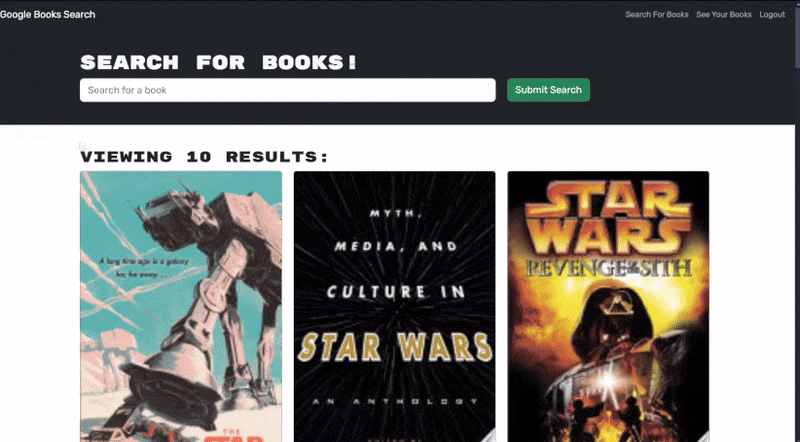 Google Books Search
Search For Books See Your Books Logout
SEARCH FOR BOOKS!
Search for a book
Submit Search
VIEWING 10 RESULTS:
A long time ago in a galaxy
far, far away . . .
THE
STAR
MYTH,
MEDIA, AND
CULTURE IN
STAR WARS
AN ANTHOLOGY
STAR
WARS
REVENGE OF THE SITH